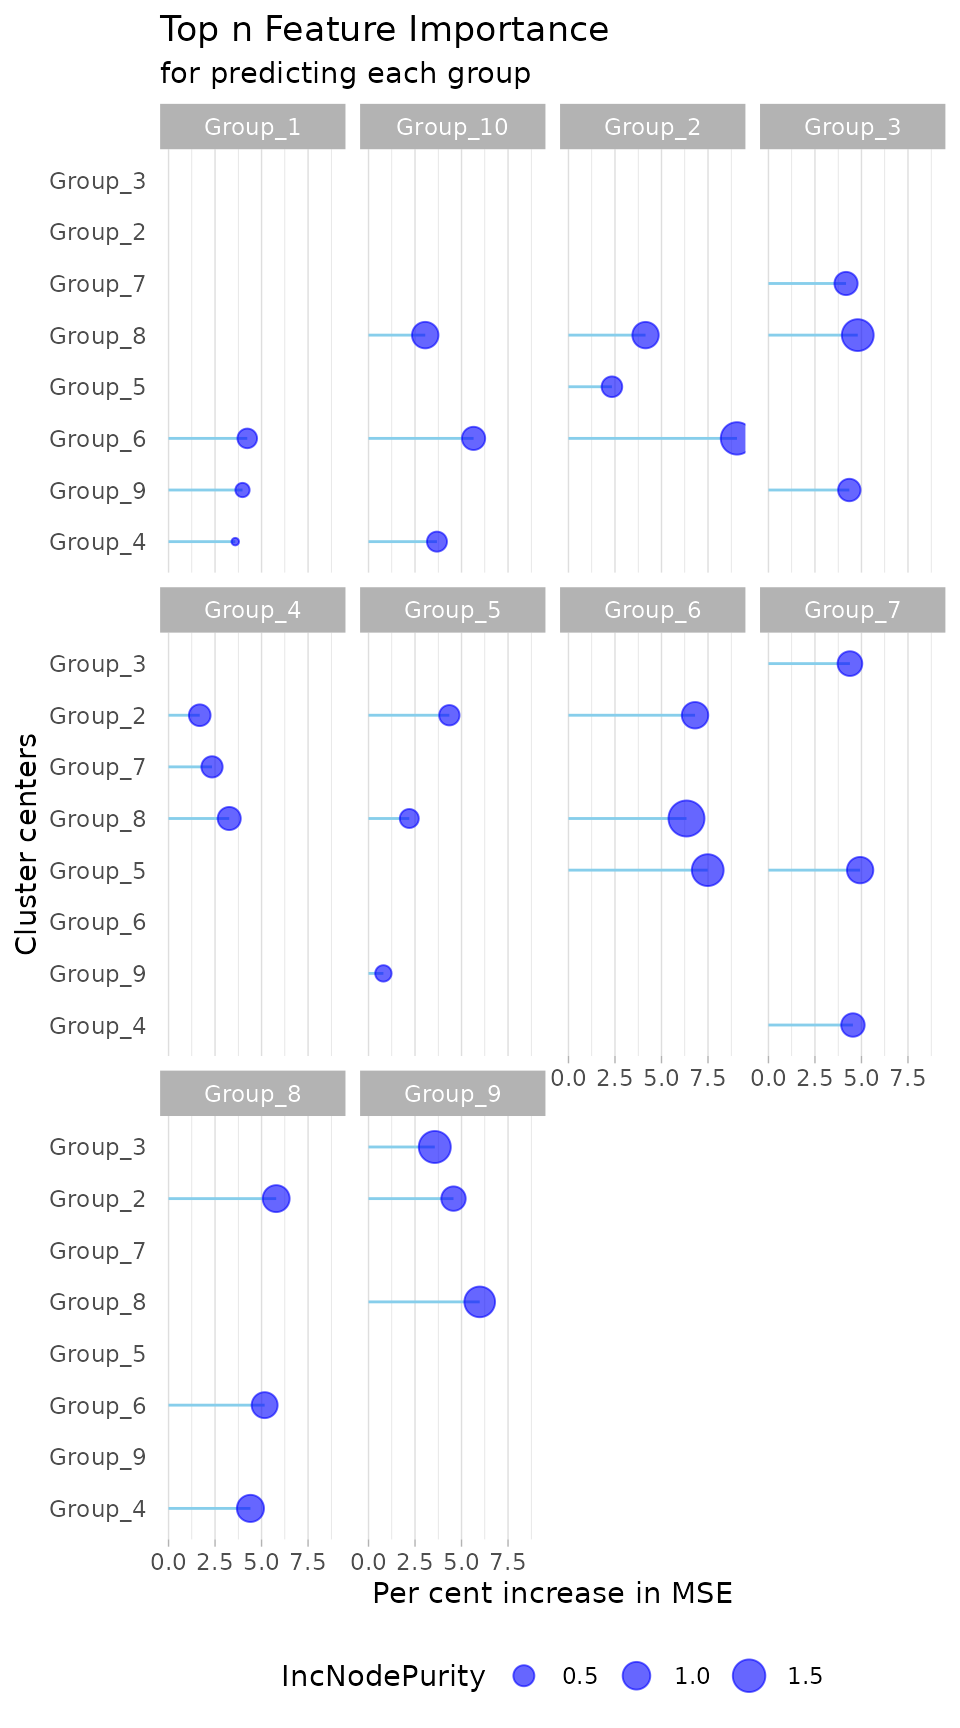 Top n Feature Importance
for predicting each group
Group_1 Group_10 Group_2 Group_3
Group_3
Group_2
Group_7
Group_8
Group_5
Group_6
Group_9
Group_4
Group_4 Group_5 Group_6 Group_7
Cluster centers
Group_3
Group_2
Group_7
Group_8
Group_5
Group_6
Group_9
Group_4
0.0 2.5 5.0 7.5 0.0 2.5 5.0 7.5
Group_8 Group_9
Group_3
Group_2
Group_7
Group_8
Group_5
Group_6
Group_9
Group_4
0.0 2.5 5.0 7.5 0.0 2.5 5.0 7.5
Per cent increase in MSE
IncNodePurity 0.5 1.0 1.5